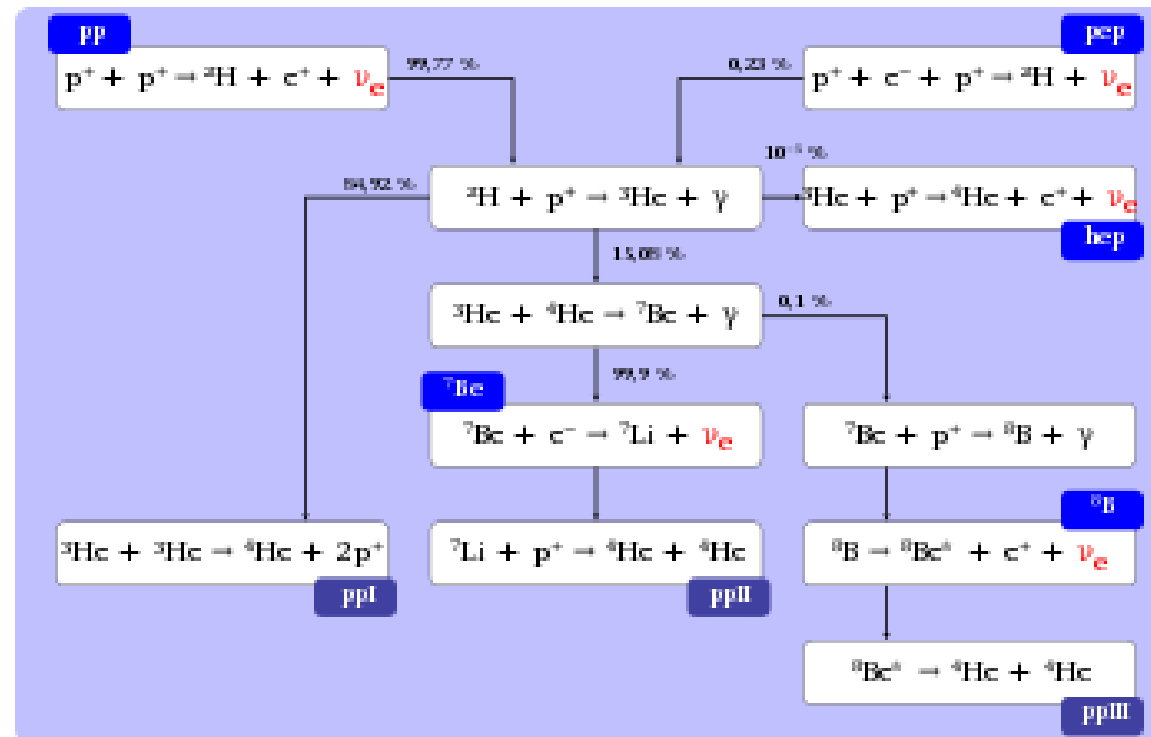 pp
pep
p⁺ + p⁺ → ²H + e⁺ + νe
99,77 %
0,23 %
p⁺ + e⁻ + p⁺ → ²H + νe
84,92 %
²H + p⁺ → ³He + γ
10⁻⁵ %
³He + p⁺ → ⁴He + e⁺ + νe
hep
15,08 %
³He + ⁴He → ⁷Be + γ
0,1 %
99,9 %
⁷Be
⁷Be + e⁻ → ⁷Li + νe
⁷Be + p⁺ → ⁸B + γ
⁸B
³He + ³He → ⁴He + 2p⁺
⁷Li + p⁺ → ⁴He + ⁴He
⁸B → ⁸Be* + e⁺ + νe
ppI
ppII
⁸Be* → ⁴He + ⁴He
ppIII